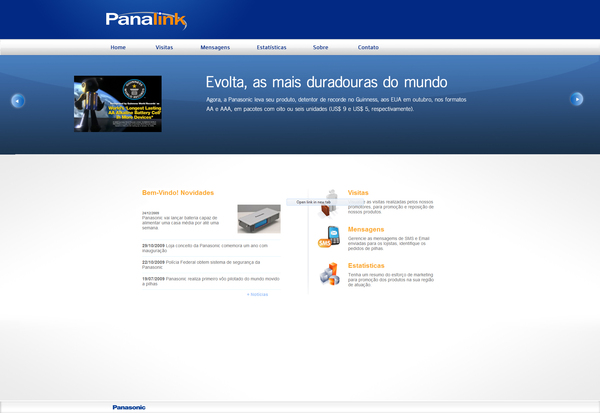 Panalink
Home Visitas Mensagens Estatísticas Sobre Contato
World's Longest Lasting
AA Alkaline Battery Cell
in More Devices"
Evolta, as mais duradouras do mundo
Agora, a Panasonic leva seu produto, detentor de recorde no Guinness, aos EUA em outubro, nos formatos
AA e AAA, em pacotes com oito ou seis unidades (US$ 9 e US$ 5, respectivamente).
Bem-Vindo! Novidades
Panasonic vai lançar bateria capaz de
alimentar uma casa média por até uma
semana
25/10/2009 Loja conceito da Panasonic comemora um ano com
inauguração
22/10/2009 Polícia Federal obtém sistema de segurança da
Panasonic
19/07/2009 Panasonic realiza primeiro vôo pilotado do mundo movido
a pilhas
+ Notícias
Open link in new tab
Visitas
as visitas realizadas pelos nossos
promotores, para promoção e reposição de
nossos produtos.
Mensagens
SMS
Gerencie as mensagens de SMS e Email
enviadas para os lojistas, identifique os
pedidos de pilhas.
Estatísticas
Tenha um resumo do esforço de marketing
para promoção dos produtos na sua região
de atuação.
Panasonic